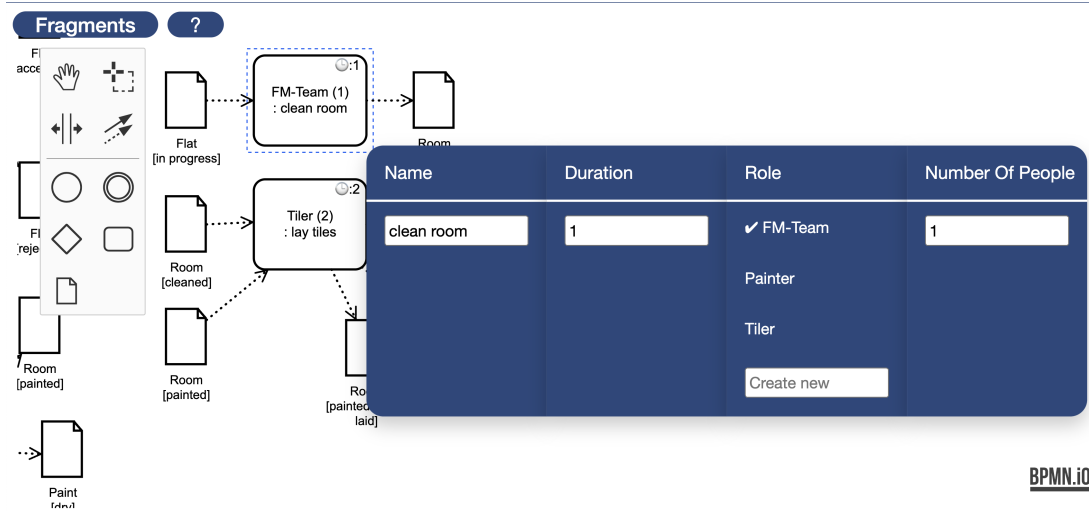 Fragments
?
:1
FM-Team (1)
: clean room
Flat
[in progress]
Room
:2
Tiler (2)
: lay tiles
Room
[cleaned]
Room
[painted]
Room
[painted]
[painted
laid]
Paint
[dry]
Name
Duration
Role
Number Of People
clean room
1
✔ FM-Team
1
Painter
Tiler
Create new
BPMN.iO